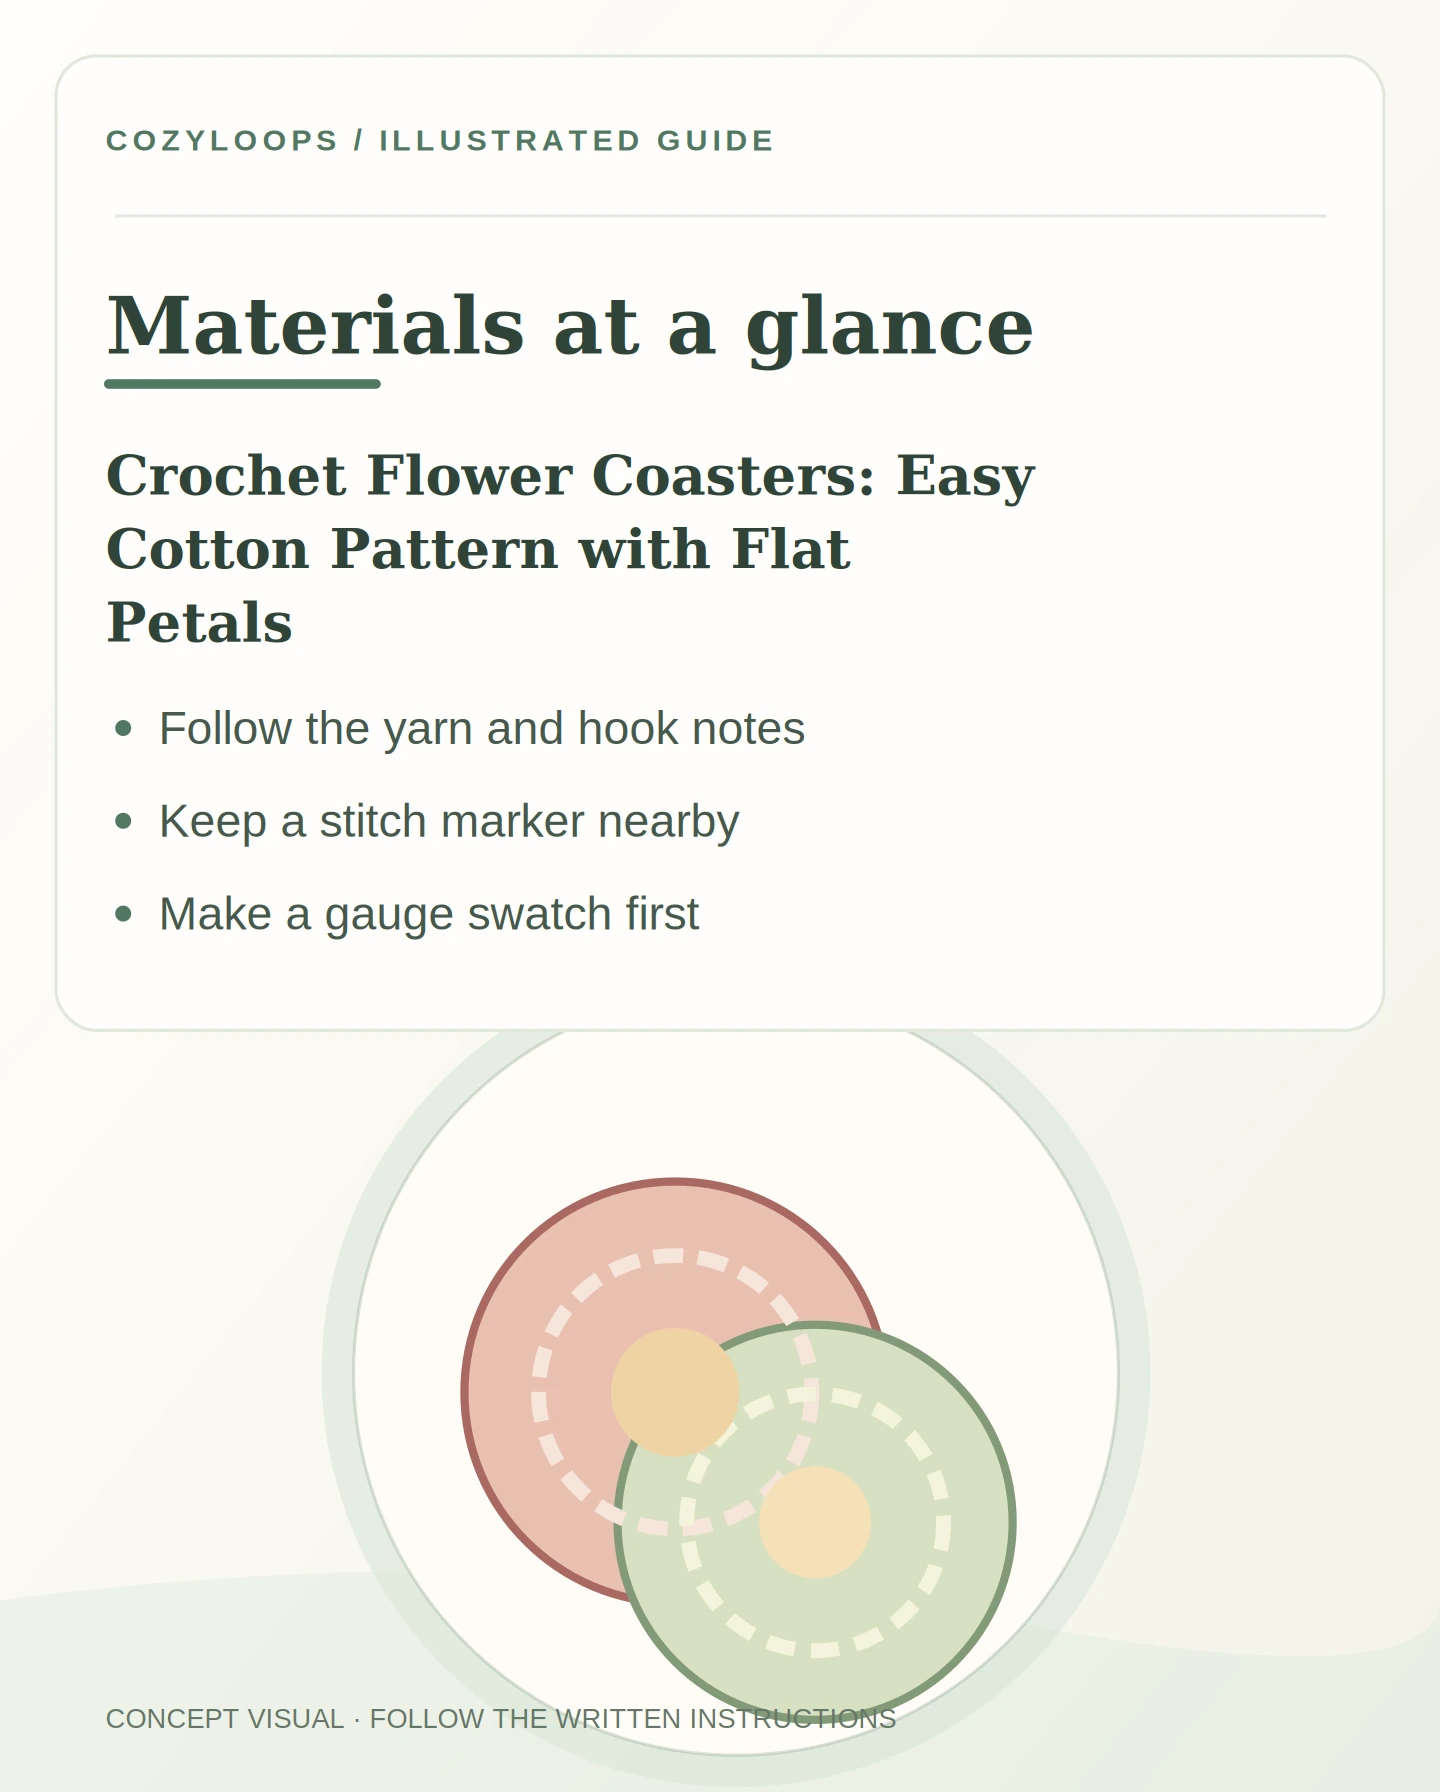 COZYLOOPS / ILLUSTRATED GUIDE
Materials at a glance
Crochet Flower Coasters: Easy
Cotton Pattern with Flat
Petals
• Follow the yarn and hook notes
• Keep a stitch marker nearby
• Make a gauge swatch first
CONCEPT VISUAL · FOLLOW THE WRITTEN INSTRUCTIONS